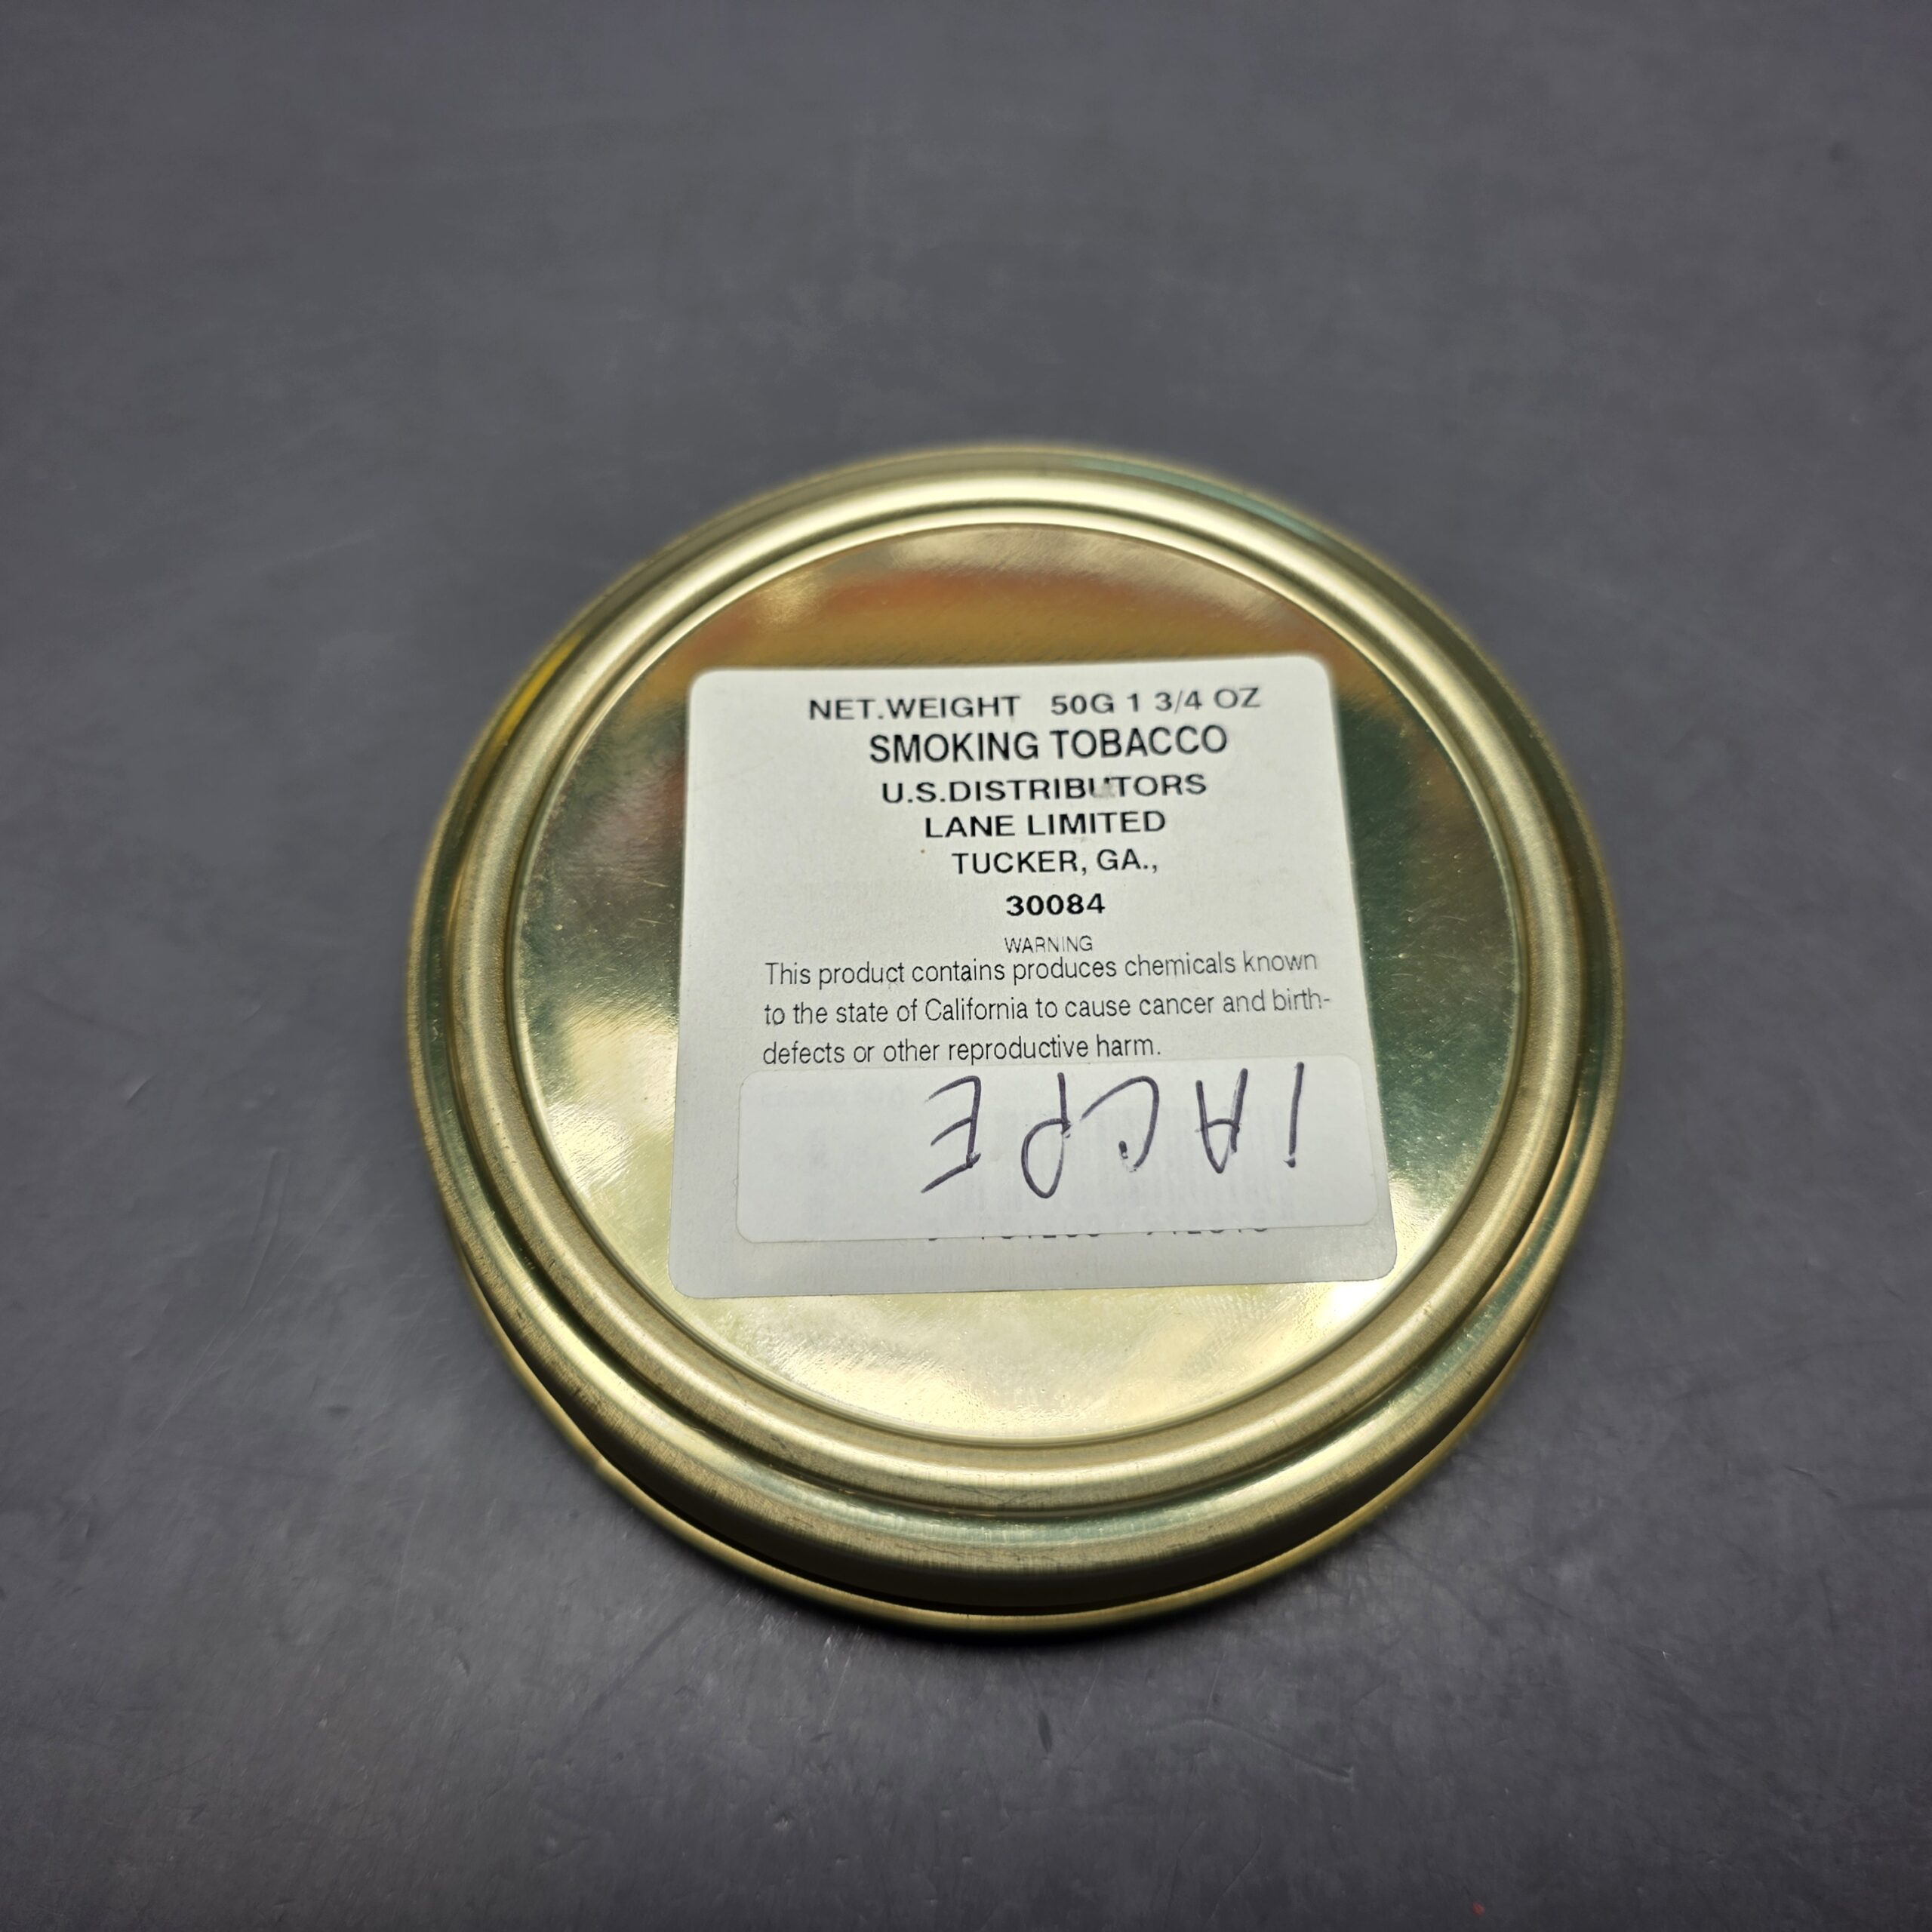 NET.WEIGHT 50G 1 3/4 OZ
SMOKING TOBACCO
U.S.DISTRIBUTORS
LANE LIMITED
TUCKER, GA.,
30084
WARNING
This product contains produces chemicals known
to the state of California to cause cancer and birth-
defects or other reproductive harm.
IACPE